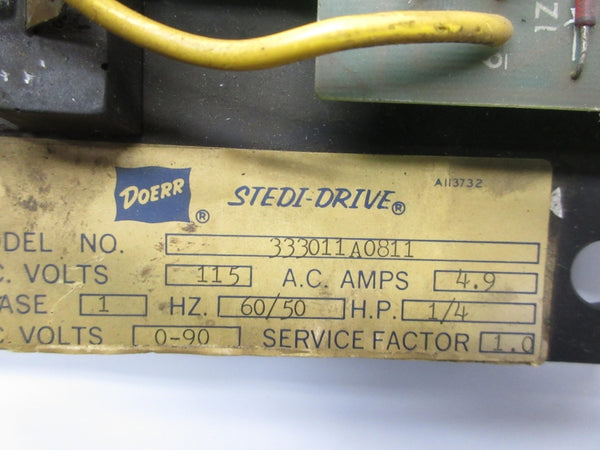 ZI
DOERR ® STEDI-DRIVE ® A113732
ODEL NO. 333011A0811
C. VOLTS 115 A.C. AMPS 4.9
ASE 1 HZ. 60/50 H.P. 1/4
C. VOLTS 0-90 SERVICE FACTOR 1.0